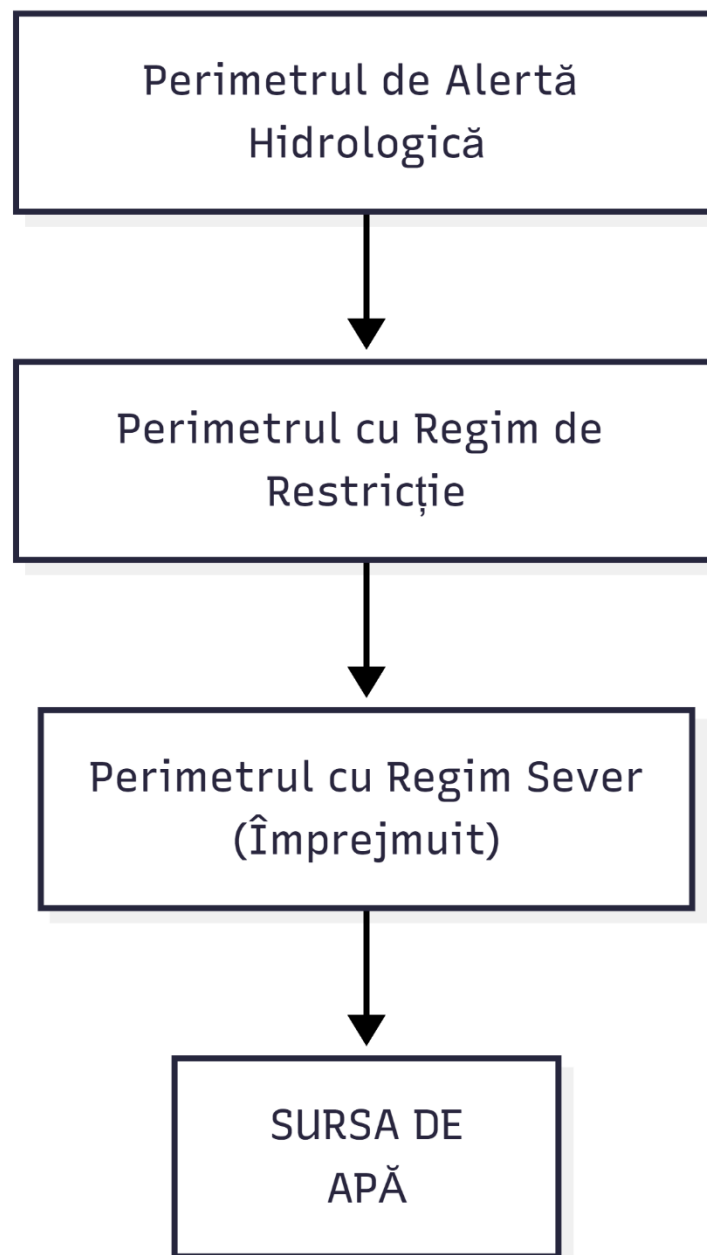 Perimetrul de Alertă
Hidrologică
Perimetrul cu Regim de
Restricție
Perimetrul cu Regim Sever
(Împrejmuit)
SURSA DE
APĂ